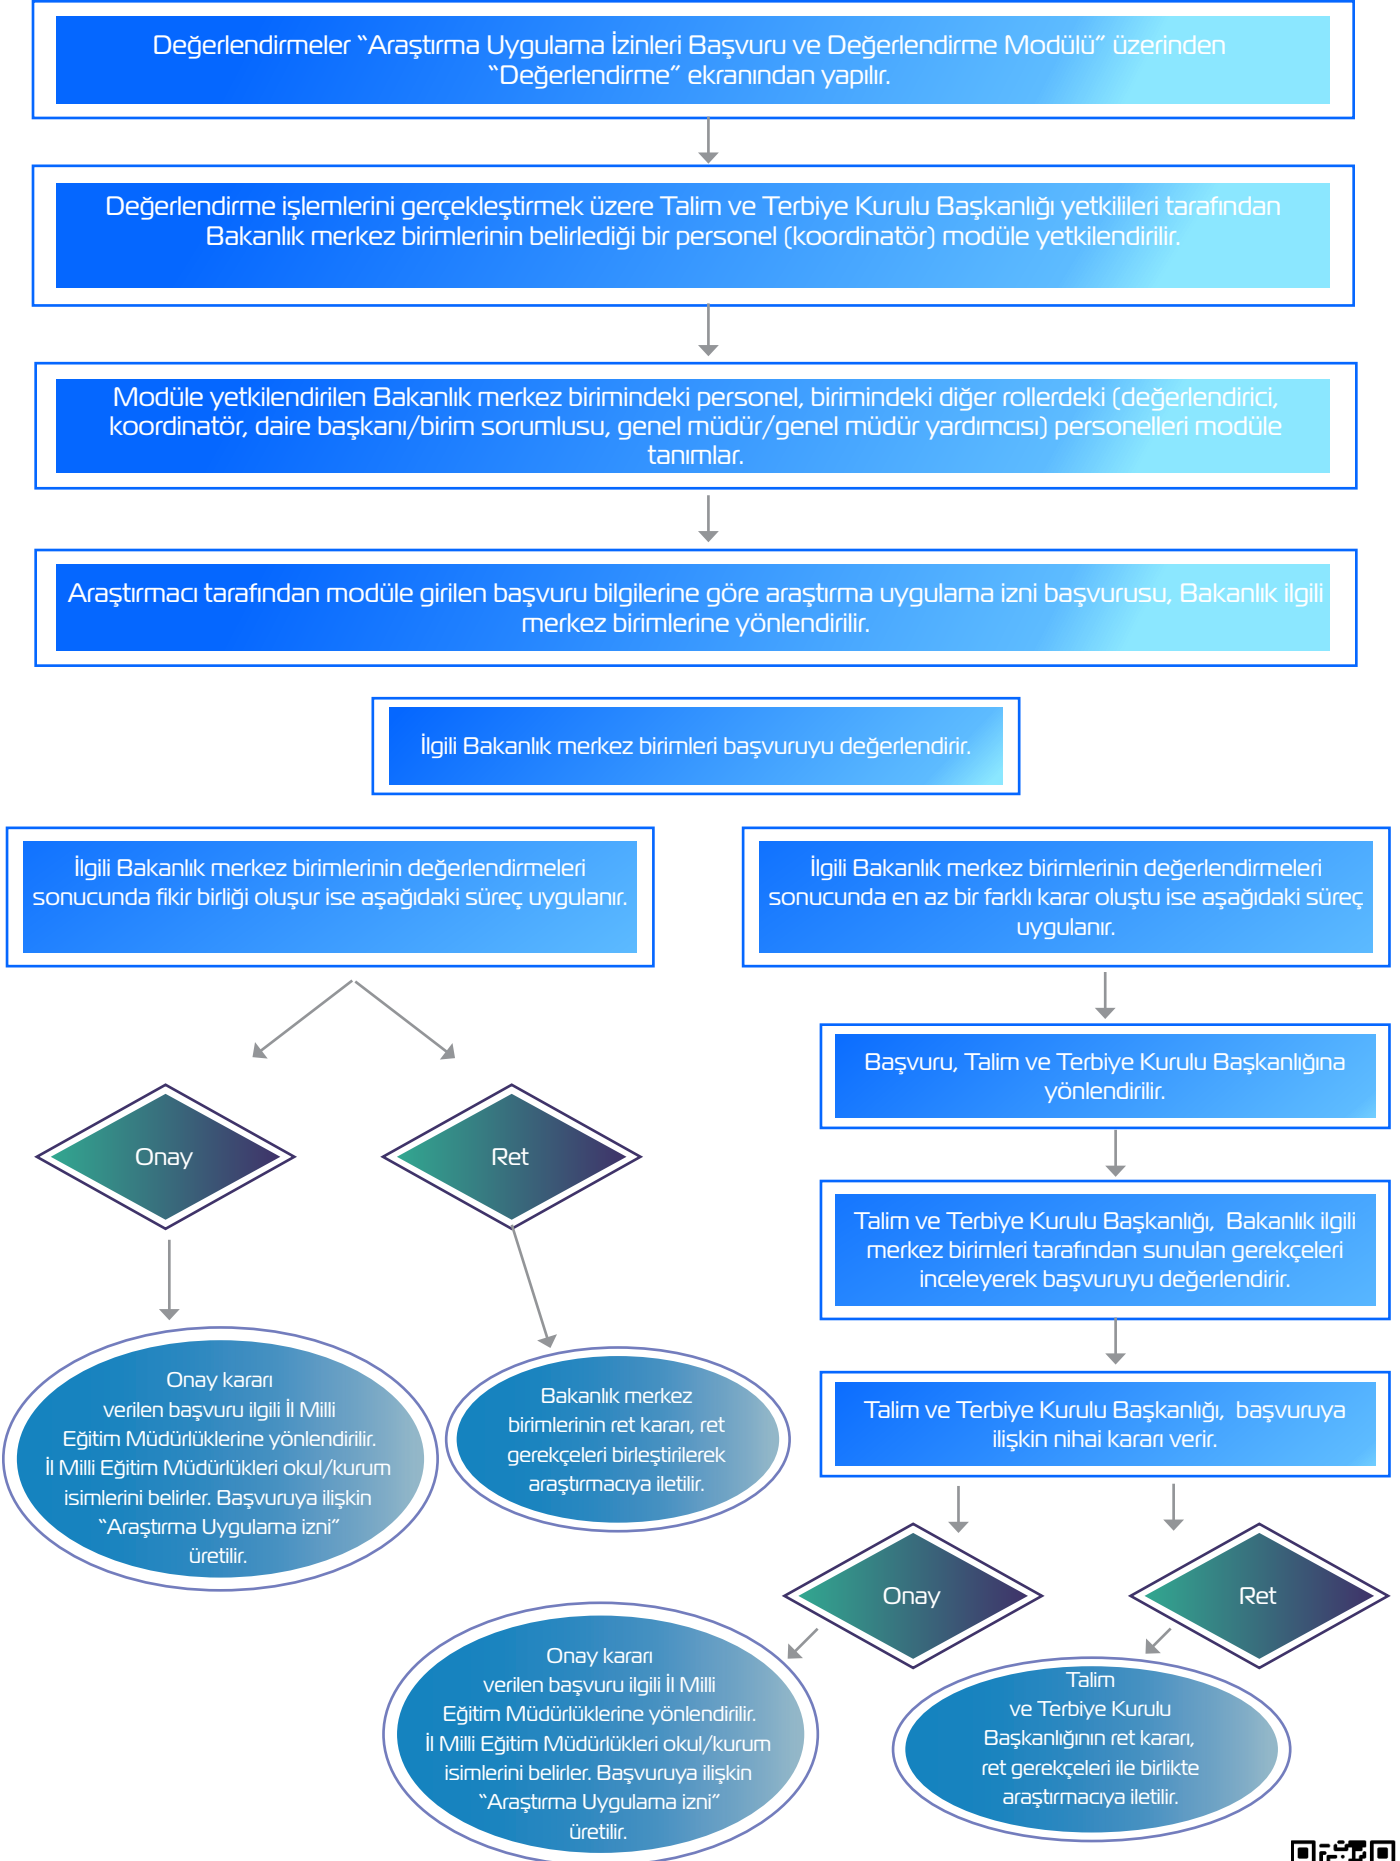 Değerlendirmeler “Araştırma Uygulama İzinleri Başvuru ve Değerlendirme Modülü” üzerinden
“Değerlendirme” ekranından yapılır.
Değerlendirme işlemlerini gerçekleştirmek üzere Talim ve Terbiye Kurulu Başkanlığı yetkilileri tarafından
Bakanlık merkez birimlerinin belirlediği bir personel (koordinatör) modüle yetkilendirilir.
Modüle yetkilendirilen Bakanlık merkez birimindeki personel, birimindeki diğer rollerdeki (değerlendirici,
koordinatör, daire başkanı/birim sorumlusu, genel müdür/genel müdür yardımcısı) personelleri modüle
tanımlar.
Araştırmacı tarafından modüle girilen başvuru bilgilerine göre araştırma uygulama izni başvurusu, Bakanlık ilgili
merkez birimlerine yönlendirilir.
İlgili Bakanlık merkez birimleri başvuruyu değerlendirir.
İlgili Bakanlık merkez birimlerinin değerlendirmeleri
sonucunda fikir birliği oluşur ise aşağıdaki süreç uygulanır.
İlgili Bakanlık merkez birimlerinin değerlendirmeleri
sonucunda en az bir farklı karar oluştu ise aşağıdaki süreç
uygulanır.
Başvuru, Talim ve Terbiye Kurulu Başkanlığına
yönlendirilir.
Onay
Ret
Talim ve Terbiye Kurulu Başkanlığı,  Bakanlık ilgili
merkez birimleri tarafından sunulan gerekçeleri
inceleyerek başvuruyu değerlendirir.
Onay kararı
verilen başvuru ilgili İl Milli
Eğitim Müdürlüklerine yönlendirilir.
İl Milli Eğitim Müdürlükleri okul/kurum
isimlerini belirler. Başvuruya ilişkin
“Araştırma Uygulama izni”
üretilir.
Bakanlık merkez
birimlerinin ret kararı, ret
gerekçeleri birleştirilerek
araştırmacıya iletilir.
Talim ve Terbiye Kurulu Başkanlığı,  başvuruya
ilişkin nihai kararı verir.
Onay
Ret
Onay kararı
verilen başvuru ilgili İl Milli
Eğitim Müdürlüklerine yönlendirilir.
İl Milli Eğitim Müdürlükleri okul/kurum
isimlerini belirler. Başvuruya ilişkin
“Araştırma Uygulama izni”
üretilir.
Talim
ve Terbiye Kurulu
Başkanlığının ret kararı,
ret gerekçeleri ile birlikte
araştırmacıya iletilir.